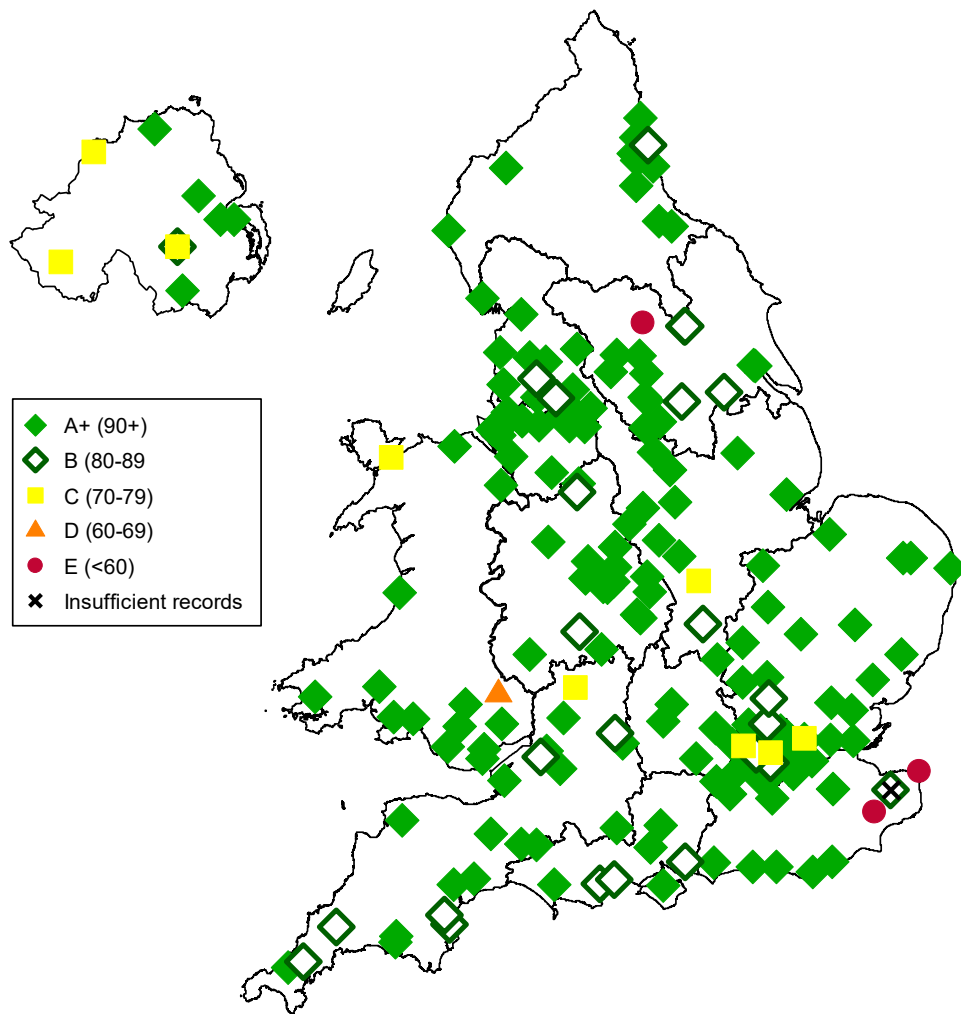 A+ (90+)
B (80-89
C (70-79)
D (60-69)
E (<60)
Insufficient records